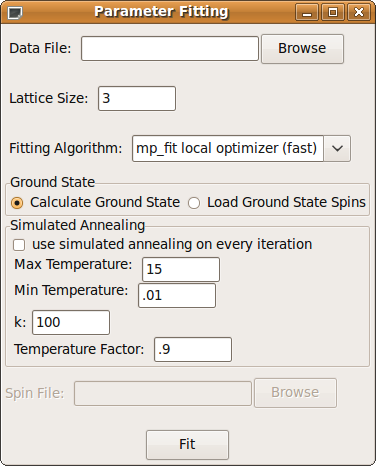 Parameter Fitting
Data File: Browse
Lattice Size: 3
Fitting Algorithm: mp_fit local optimizer (fast)
Ground State
Calculate Ground State Load Ground State Spins
Simulated Annealing
use simulated annealing on every iteration
Max Temperature: 15
Min Temperature: .01
k: 100
Temperature Factor: .9
Spin File: Browse
Fit